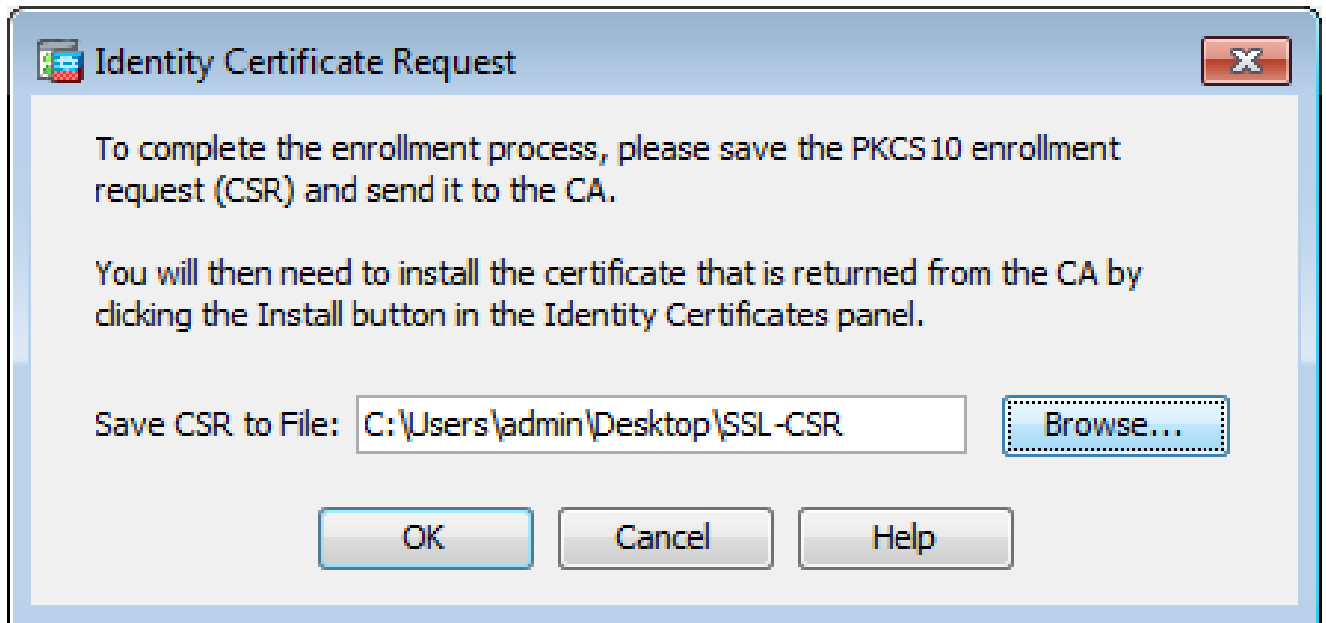 Identity Certificate Request
To complete the enrollment process, please save the PKCS10 enrollment
request (CSR) and send it to the CA.
You will then need to install the certificate that is returned from the CA by
clicking the Install button in the Identity Certificates panel.
Save CSR to File: C:\Users\admin\Desktop\SSL-CSR Browse...
OK Cancel Help